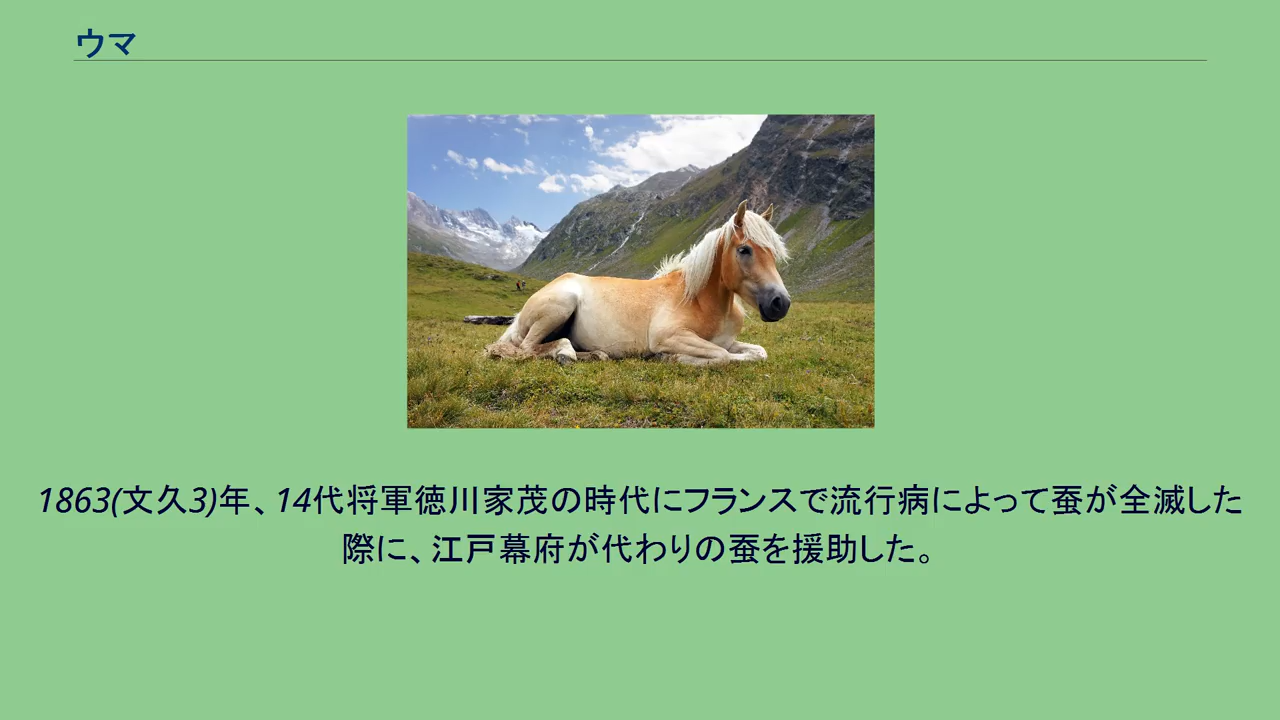 ウマ
1863(文久3)年、14代将軍徳川家茂の時代にフランスで流行病によって蚕が全滅した
際に、江戸幕府が代わりの蚕を援助した。